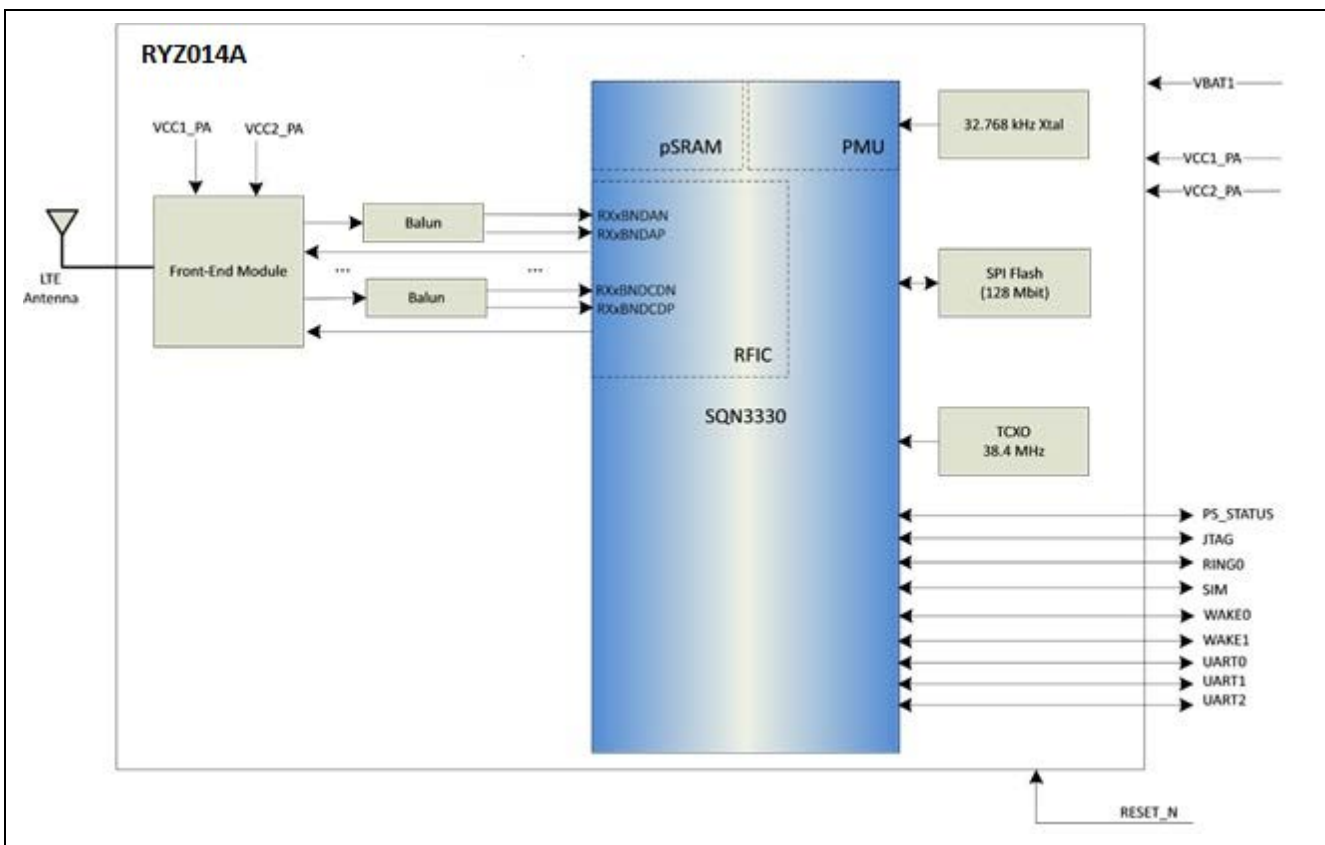 RYZ014A
VBAT1
VCC1_PA VCC2_PA
pSRAM
PMU
32.768 kHz Xtal
VCC1_PA
VCC2_PA
Front-End Module
LTE
Antenna
Balun
...
...
Balun
RXxBNDAN
RXxBNDAP
RXxBNDCDN
RXxBNDCDP
RFIC
SQN3330
SPI Flash
(128 Mbit)
TCXO
38.4 MHz
PS_STATUS
JTAG
RING0
SIM
WAKE0
WAKE1
UART0
UART1
UART2
RESET_N